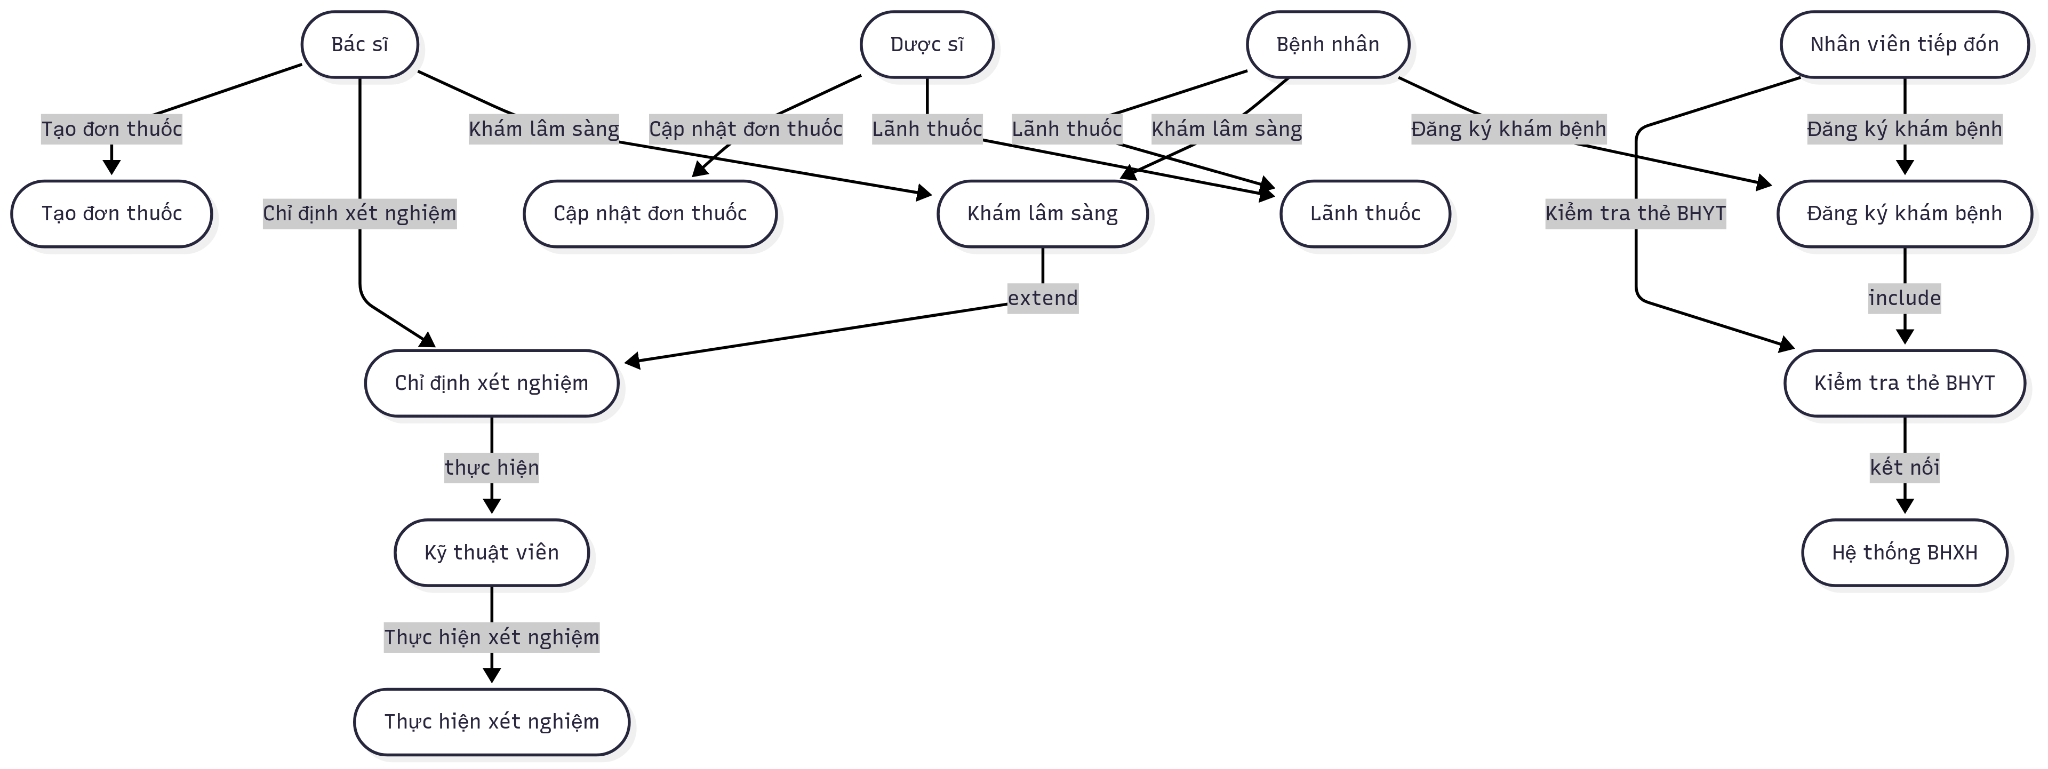 Bác sĩ
Dược sĩ
Bệnh nhân
Nhân viên tiếp đón
Tạo đơn thuốc
Khám lâm sàng
Cập nhật đơn thuốc
Lãnh thuốc
Lãnh thuốc
Khám lâm sàng
Đăng ký khám bệnh
Đăng ký khám bệnh
Tạo đơn thuốc
Chỉ định xét nghiệm
Cập nhật đơn thuốc
Khám lâm sàng
Lãnh thuốc
Kiểm tra thẻ BHYT
Đăng ký khám bệnh
extend
include
Chỉ định xét nghiệm
Kiểm tra thẻ BHYT
thực hiện
kết nối
Kỹ thuật viên
Hệ thống BHXH
Thực hiện xét nghiệm
Thực hiện xét nghiệm